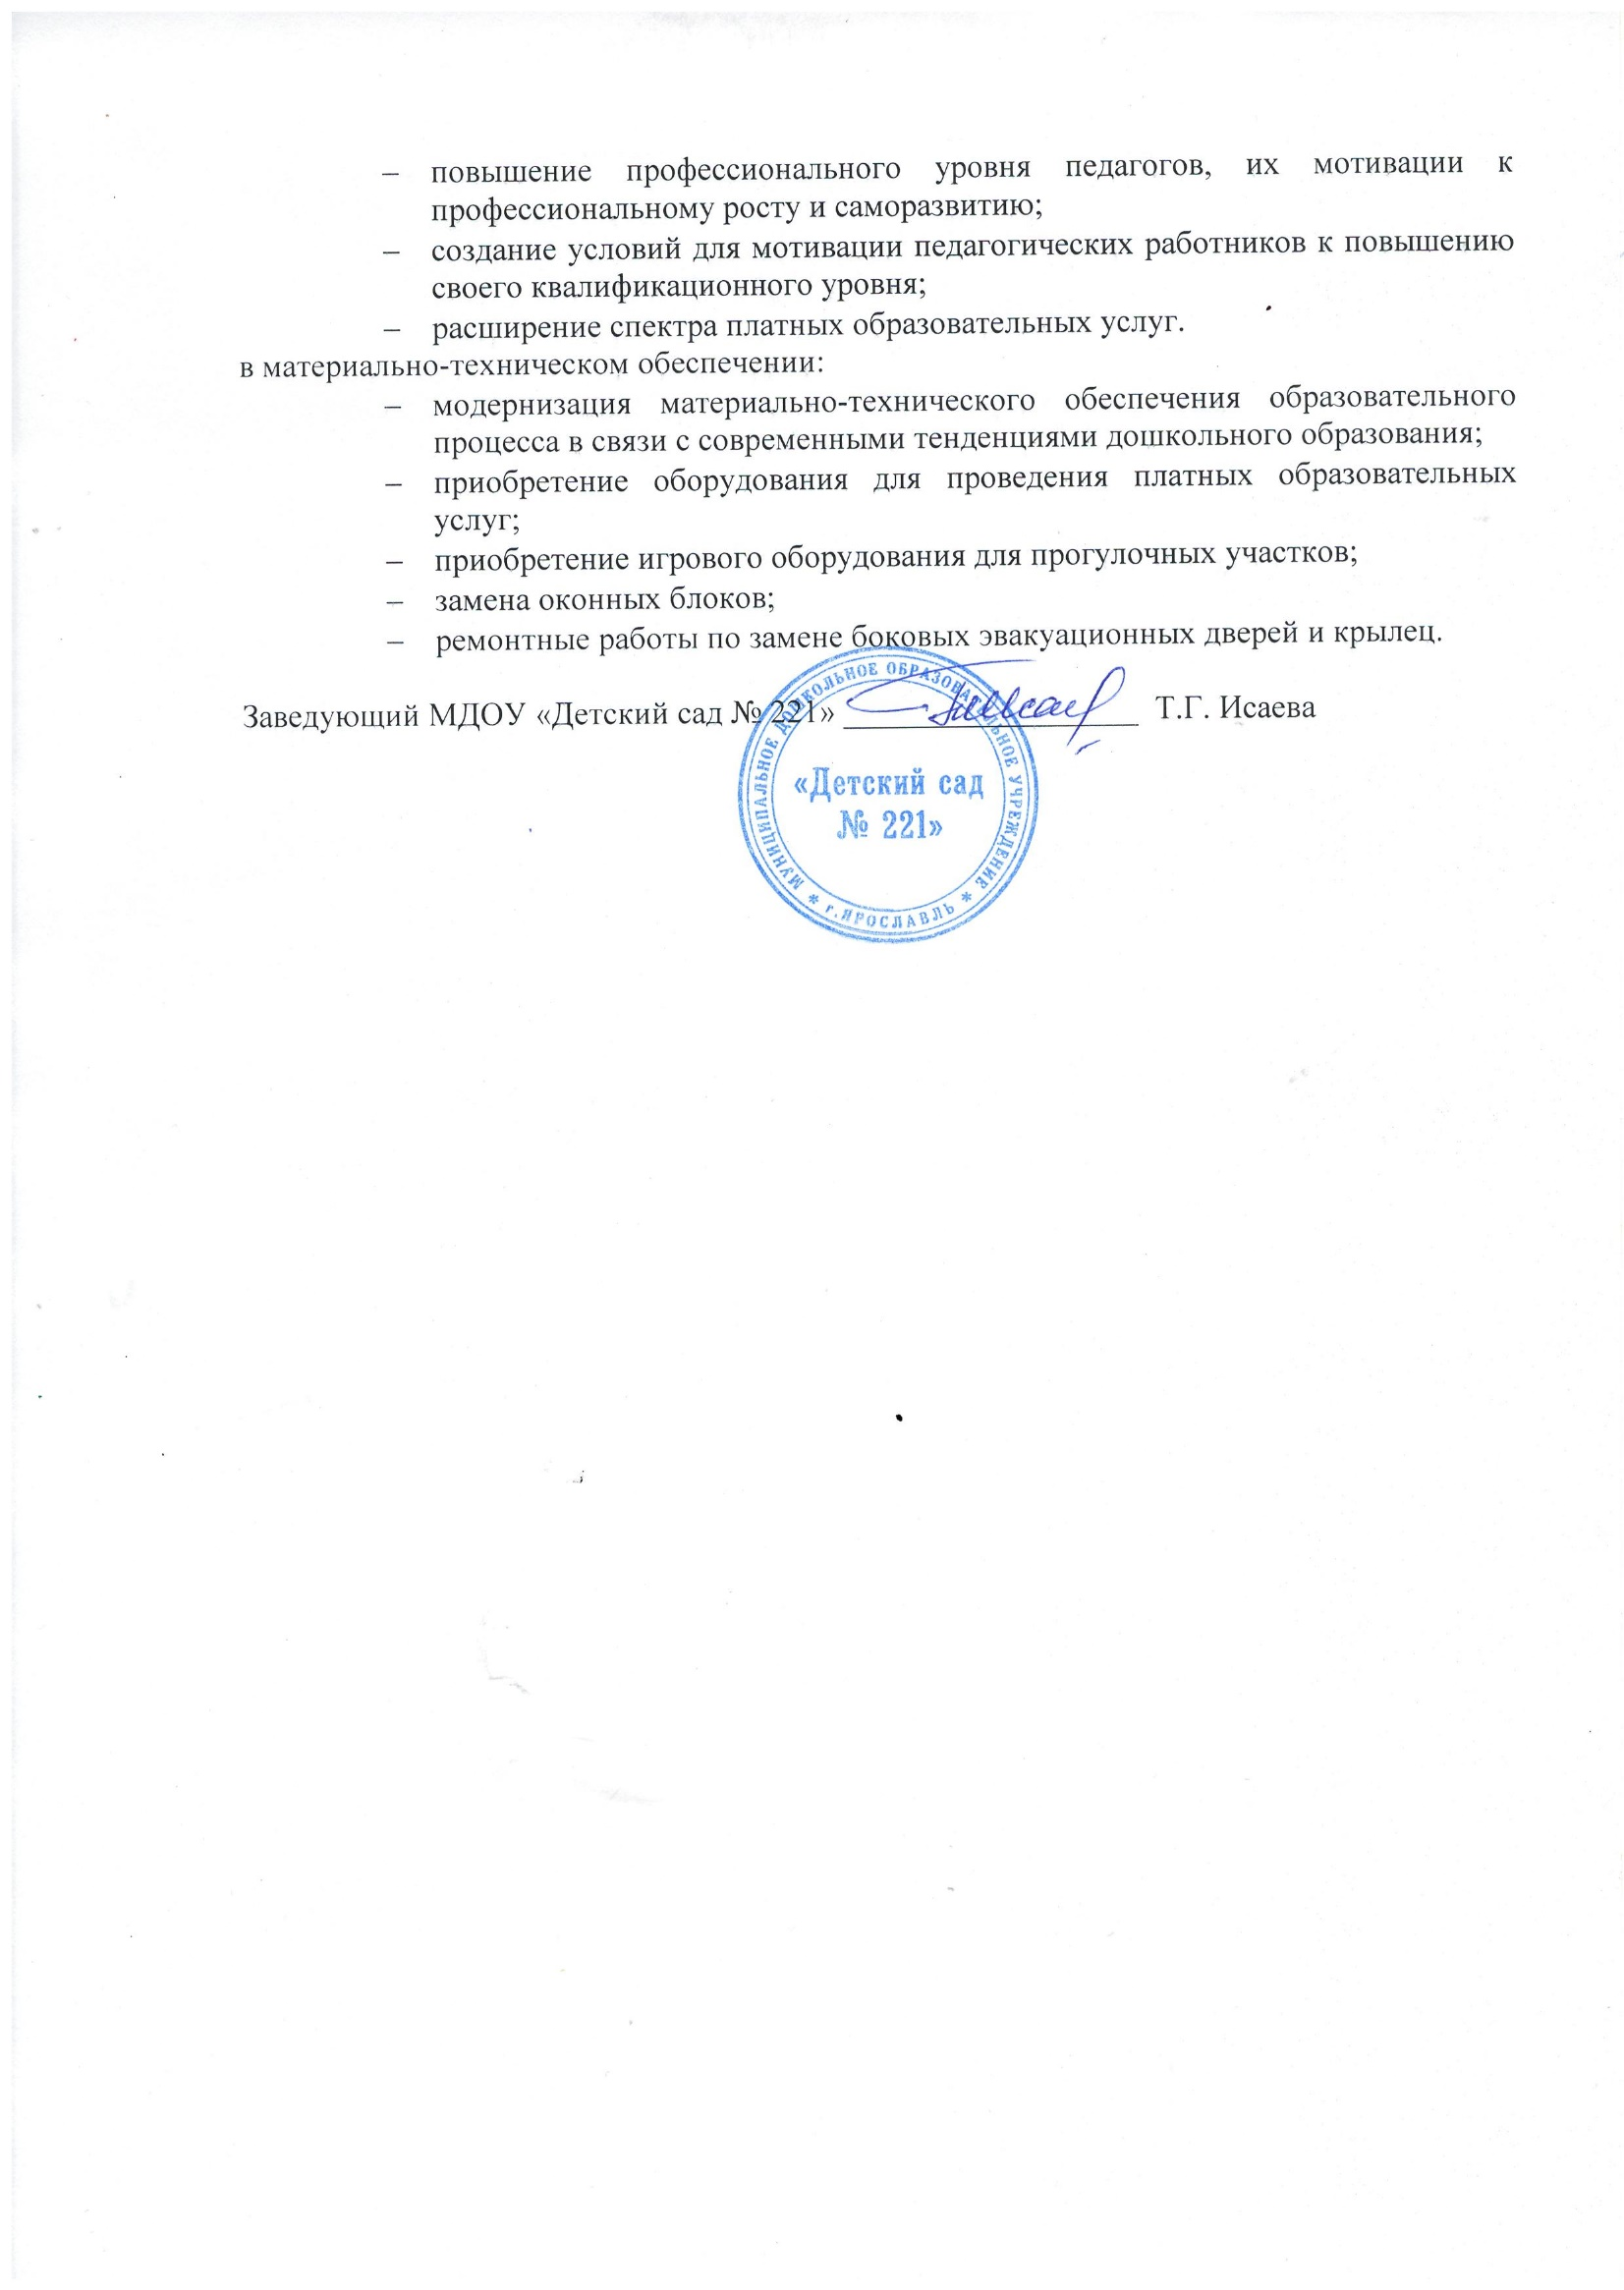 – повышение профессионального уровня педагогов, их мотивации к
профессиональному росту и саморазвитию;
– создание условий для мотивации педагогических работников к повышению
своего квалификационного уровня;
– расширение спектра платных образовательных услуг.
в материально-техническом обеспечении:
– модернизация материально-технического обеспечения образовательного
процесса в связи с современными тенденциями дошкольного образования;
– приобретение оборудования для проведения платных образовательных
услуг;
– приобретение игрового оборудования для прогулочных участков;
– замена оконных блоков;
– ремонтные работы по замене боковых эвакуационных дверей и крылец.
Заведующий МДОУ «Детский сад № 221» Т.Г. Исаева
МУНИЦИПАЛЬНОЕ ДОШКОЛЬНОЕ ОБРАЗОВАТЕЛЬНОЕ УЧРЕЖДЕНИЕ
«Детский сад
№ 221»
* г.ЯРОСЛАВЛЬ *